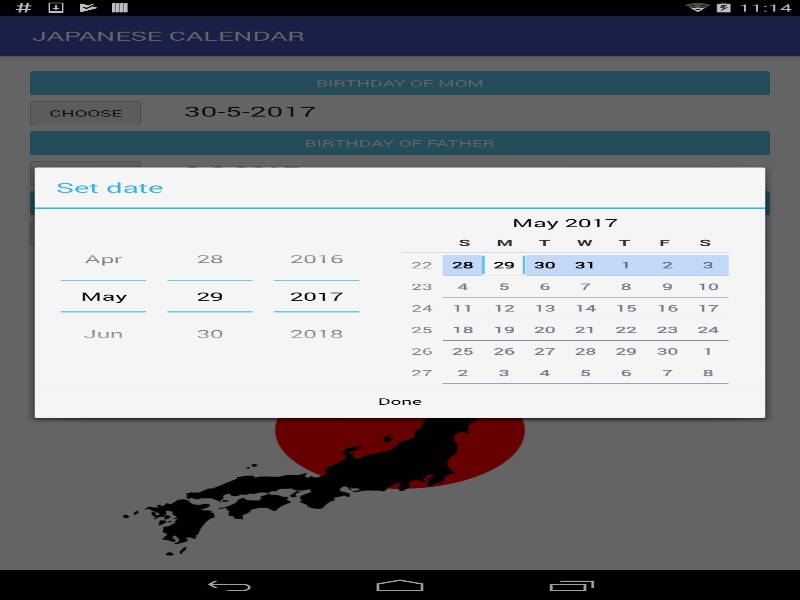 # 11:14
JAPANESE CALENDAR
BIRTHDAY OF MOM
CHOOSE 30-5-2017
BIRTHDAY OF FATHER
Set date
Apr 28 2016
May 29 2017
Jun 30 2018
May 2017
S M T W T F S
22 28 29 30 31 1 2 3
23 4 5 6 7 8 9 10
24 11 12 13 14 15 16 17
25 18 19 20 21 22 23 24
26 25 26 27 28 29 30 1
27 2 3 4 5 6 7 8
Done